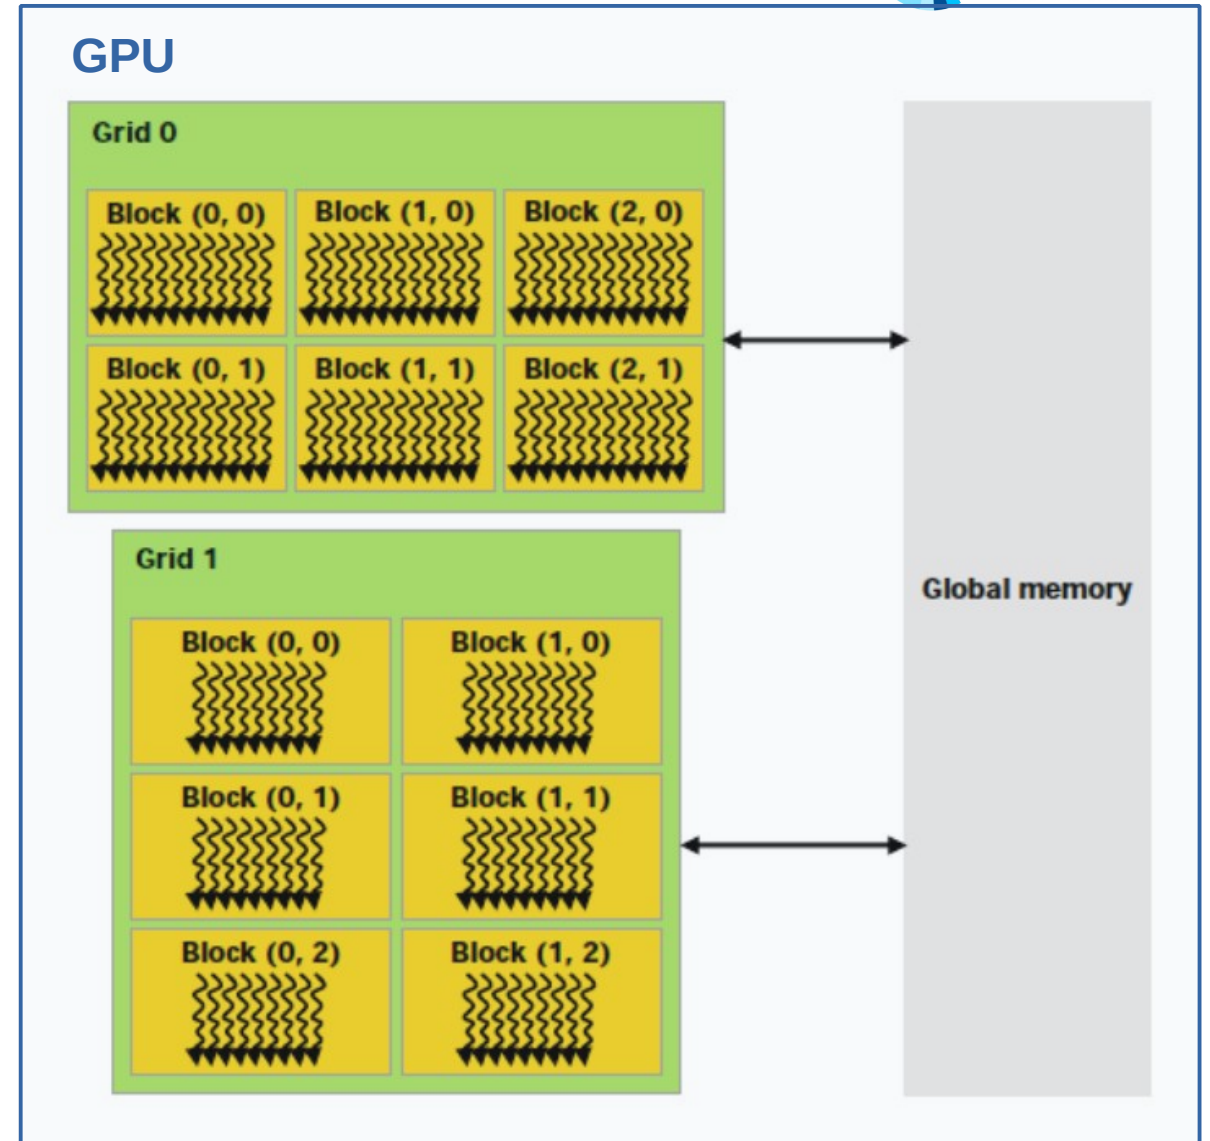 GPU
Grid 0
Block (0, 0) Block (1, 0) Block (2, 0)
Block (0, 1) Block (1, 1) Block (2, 1)
Grid 1
Block (0, 0) Block (1, 0)
Block (0, 1) Block (1, 1)
Block (0, 2) Block (1, 2)
Global memory